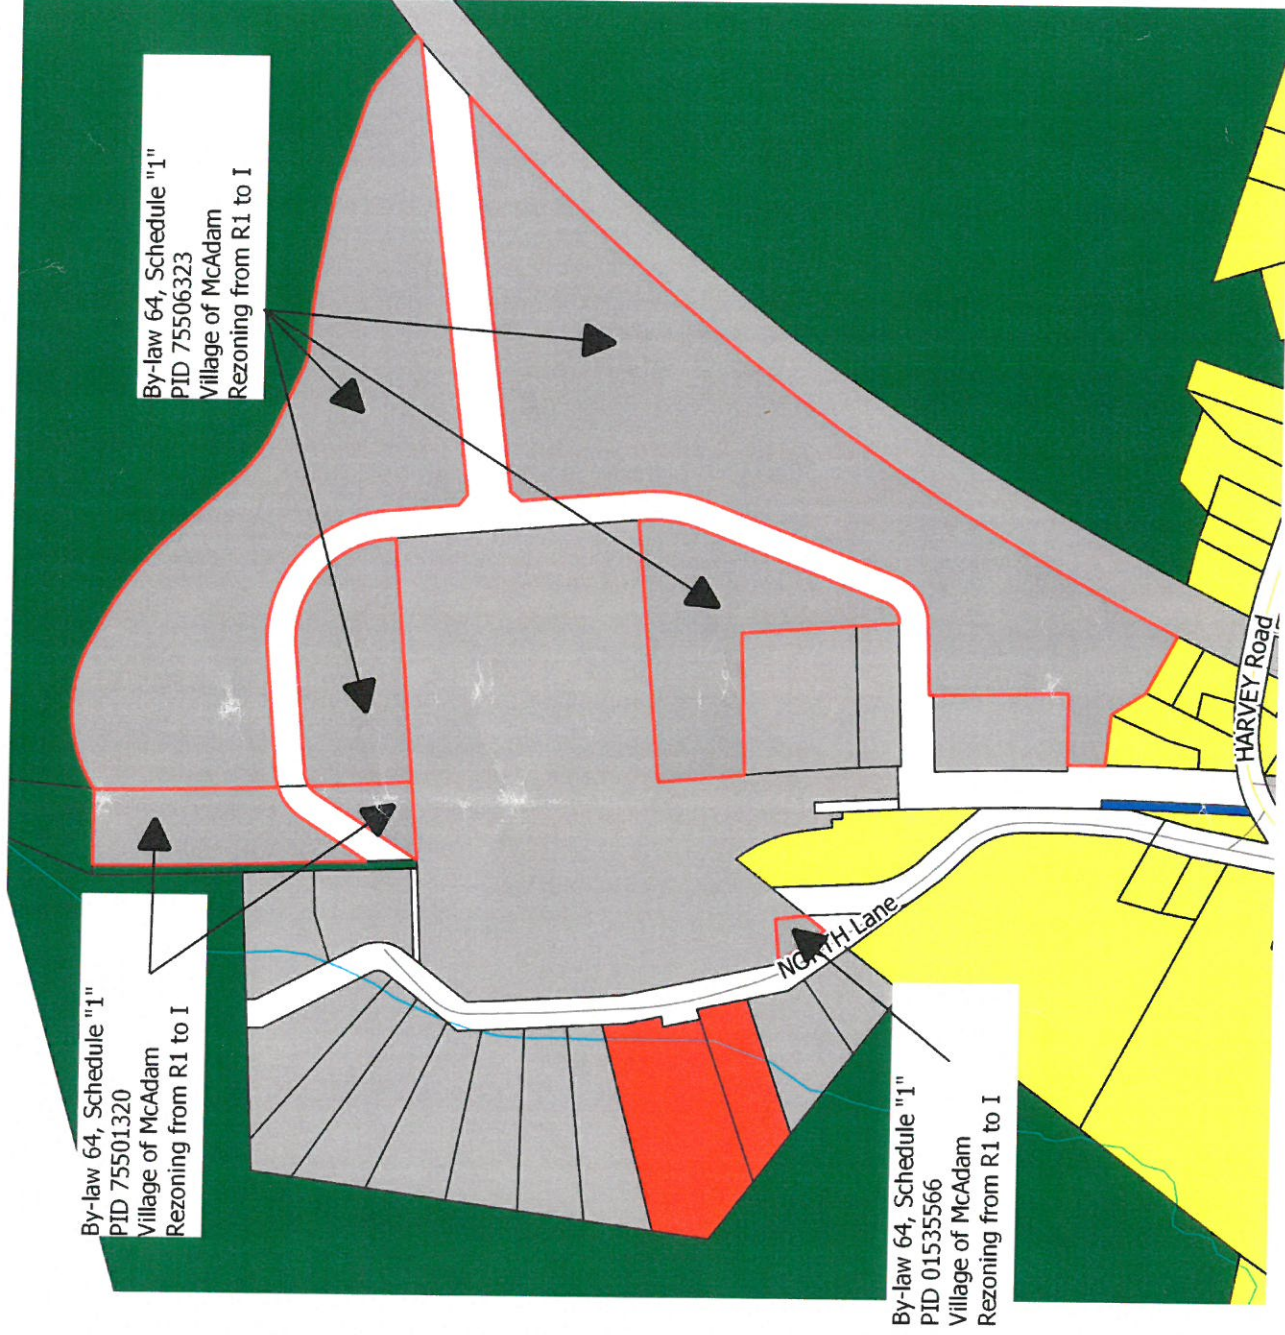 By-law 64, Schedule "1"
PID 75506323
Village of McAdam
Rezoning from R1 to I
By-law 64, Schedule "1"
PID 75501320
Village of McAdam
Rezoning from R1 to I
By-law 64, Schedule "1"
PID 01535566
Village of McAdam
Rezoning from R1 to I
NORTH Lane
HARVEY Road